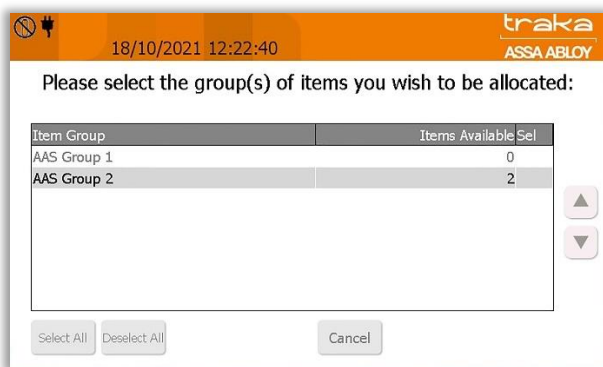 traka
18/10/2021 12:22:40
ASSA ABLOY
Please select the group(s) of items you wish to be allocated:
Item Group Items Available Sel
AAS Group 1 0
AAS Group 2 2
Select All Deselect All Cancel